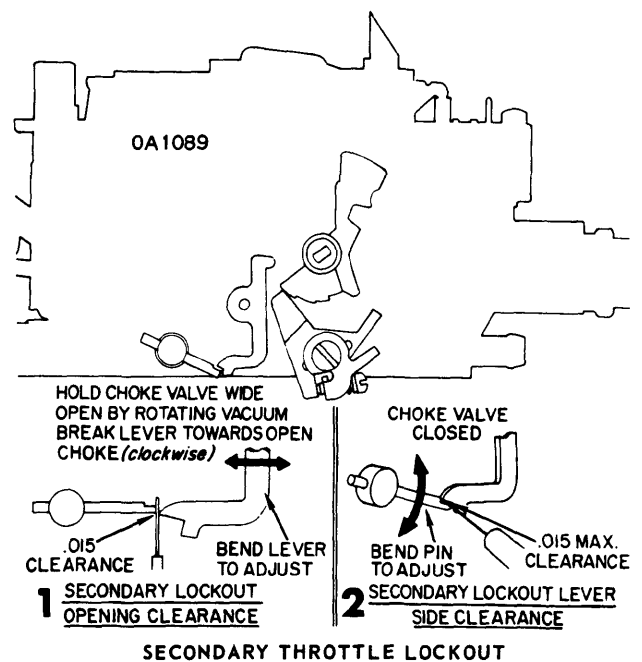 OA1089
HOLD CHOKE VALVE WIDE
OPEN BY ROTATING VACUUM
BREAK LEVER TOWARDS OPEN
CHOKE (clockwise)
.015
CLEARANCE
BEND LEVER
TO ADJUST
1 SECONDARY LOCKOUT
OPENING CLEARANCE
CHOKE VALVE
CLOSED
BEND PIN
TO ADJUST
.015 MAX.
CLEARANCE
2 SECONDARY LOCKOUT LEVER
SIDE CLEARANCE
SECONDARY THROTTLE LOCKOUT